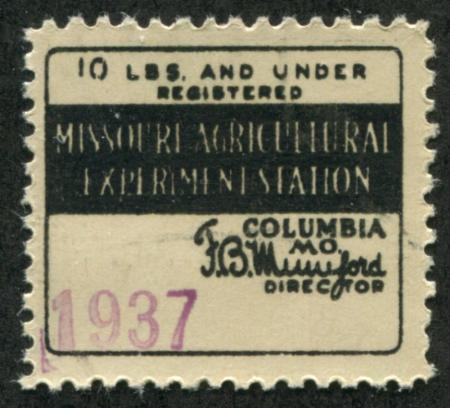 10 LBS. AND UNDER
REGISTERED
MISSOURI AGRICULTURAL
EXPERIMENT STATION
COLUMBIA
MO.
F.B. Mumford
DIRECTOR
1937